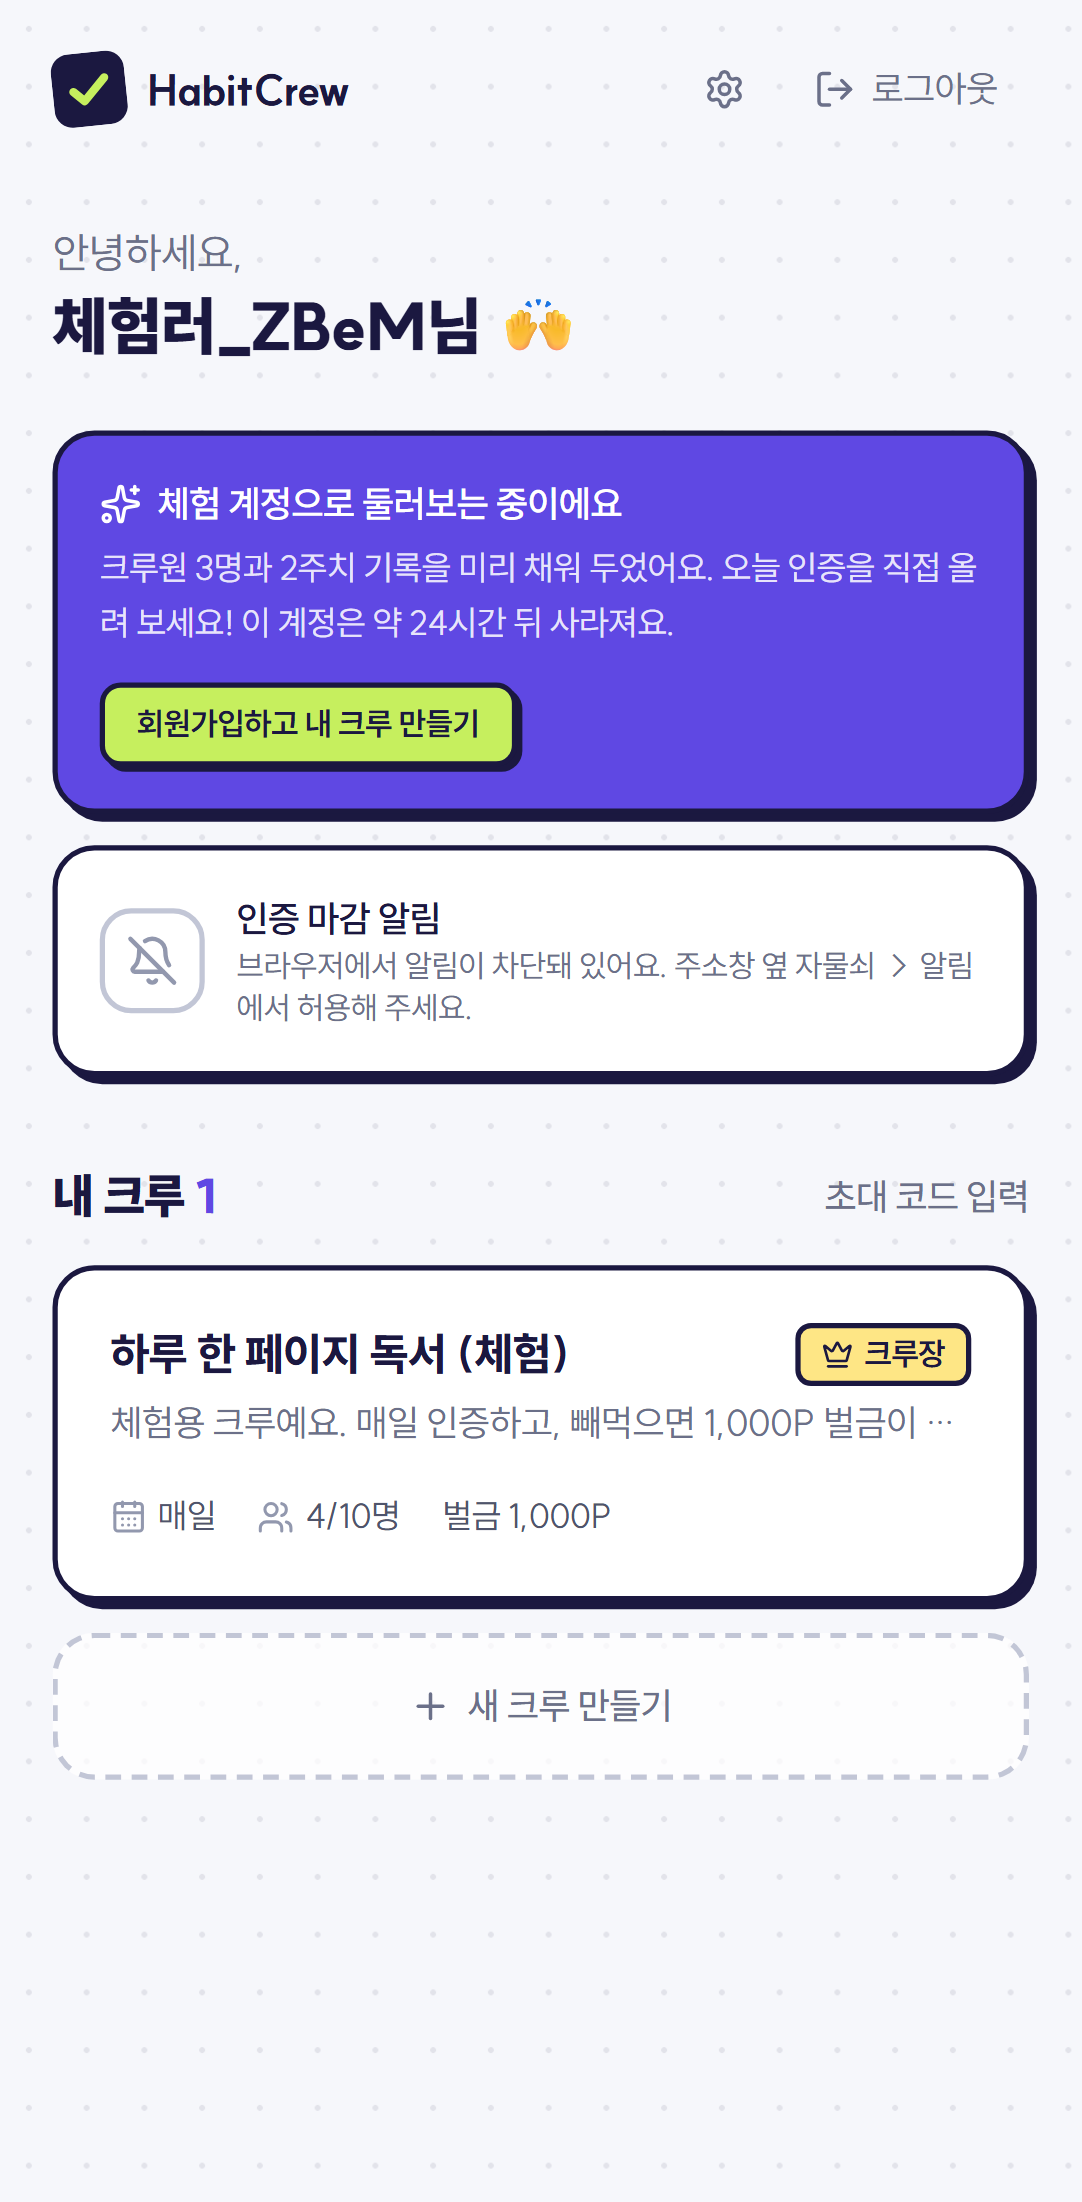 HabitCrew
로그아웃
안녕하세요,
체험러_ZBeM님 🙌
체험 계정으로 둘러보는 중이에요
크루원 3명과 2주치 기록을 미리 채워 두었어요. 오늘 인증을 직접 올
려 보세요! 이 계정은 약 24시간 뒤 사라져요.
회원가입하고 내 크루 만들기
인증 마감 알림
브라우저에서 알림이 차단돼 있어요. 주소창 옆 자물쇠 > 알림
에서 허용해 주세요.
내 크루 1
초대 코드 입력
하루 한 페이지 독서 (체험)
크루장
체험용 크루예요. 매일 인증하고, 빼먹으면 1,000P 벌금이 …
매일 4/10명 벌금 1,000P
+ 새 크루 만들기